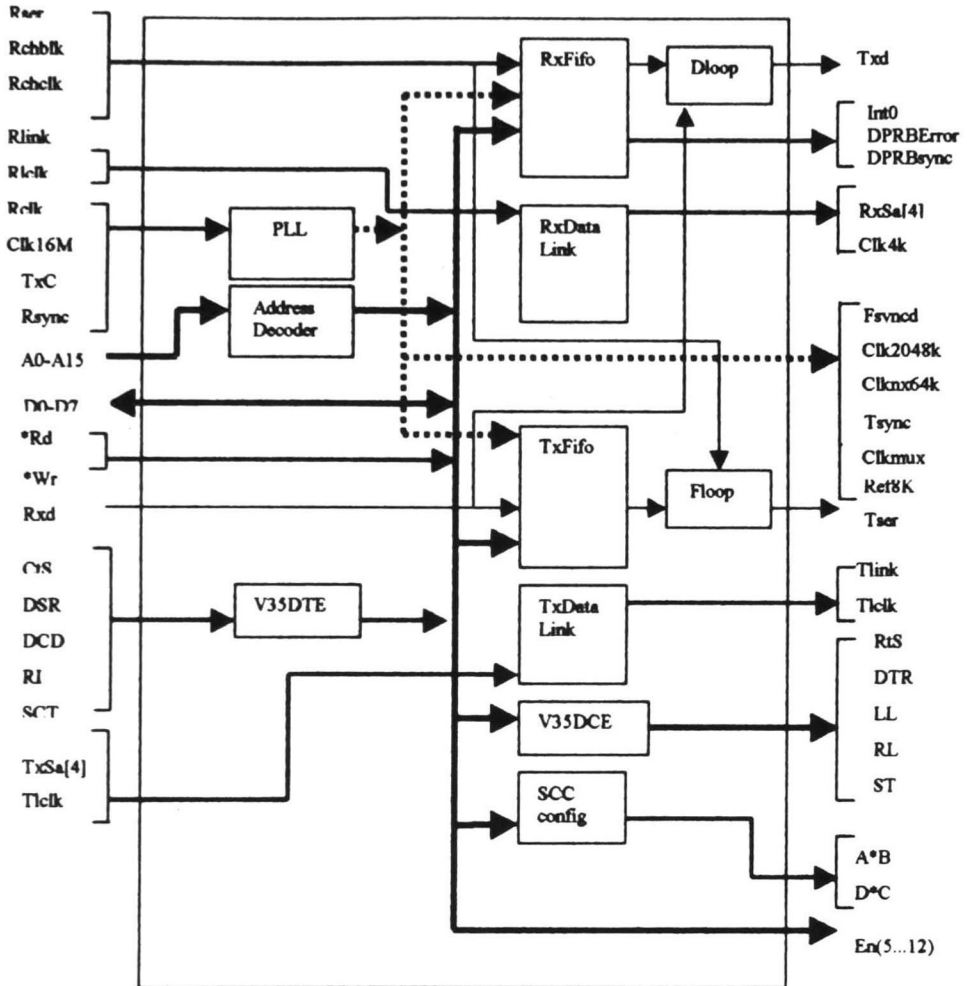 Rchblk
Rchclk
Rlink
Rlclk
Rclk
Clk16M
TxC
Rsync
A0-A15
D0-D7
*Rd
*Wr
Rxd
CtS
DSR
DCD
RI
SCT
TxSa[4]
Tlclk
PLL
Address
Decoder
V35DTE
RxFifo
RxData
Link
TxFifo
TxData
Link
V35DCE
SCC
config
Dloop
Floop
Txd
Int0
DPRBError
DPRBsync
RxSa[4]
Clk4k
Fsyncd
Clk2048k
Clknx64k
Tsync
Clkmux
Ref8K
Tser
Tlink
Tlclk
RtS
DTR
LL
RL
ST
A*B
D*C
En(5...12)